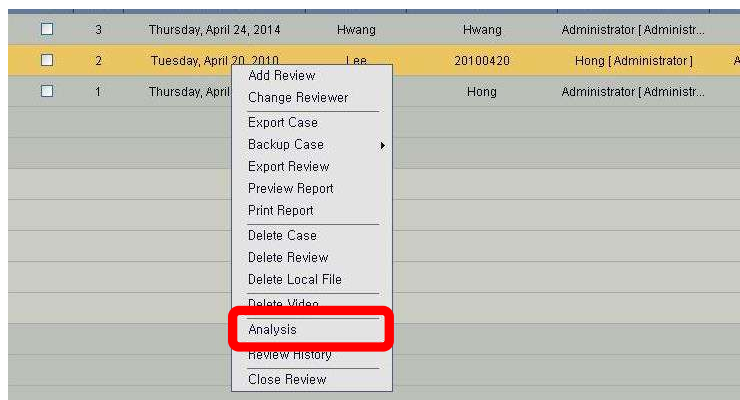 3 Thursday, April 24, 2014 Hwang Hwang Administrator [ Administr...
2 Tuesday, April 20, 2010 Lee 20100420 Hong [ Administrator ] A
1 Thursday, April Hong Administrator [ Administr...
Add Review
Change Reviewer
Export Case
Backup Case
Export Review
Preview Report
Print Report
Delete Case
Delete Review
Delete Local File
Delete Video
Analysis
Review History
Close Review